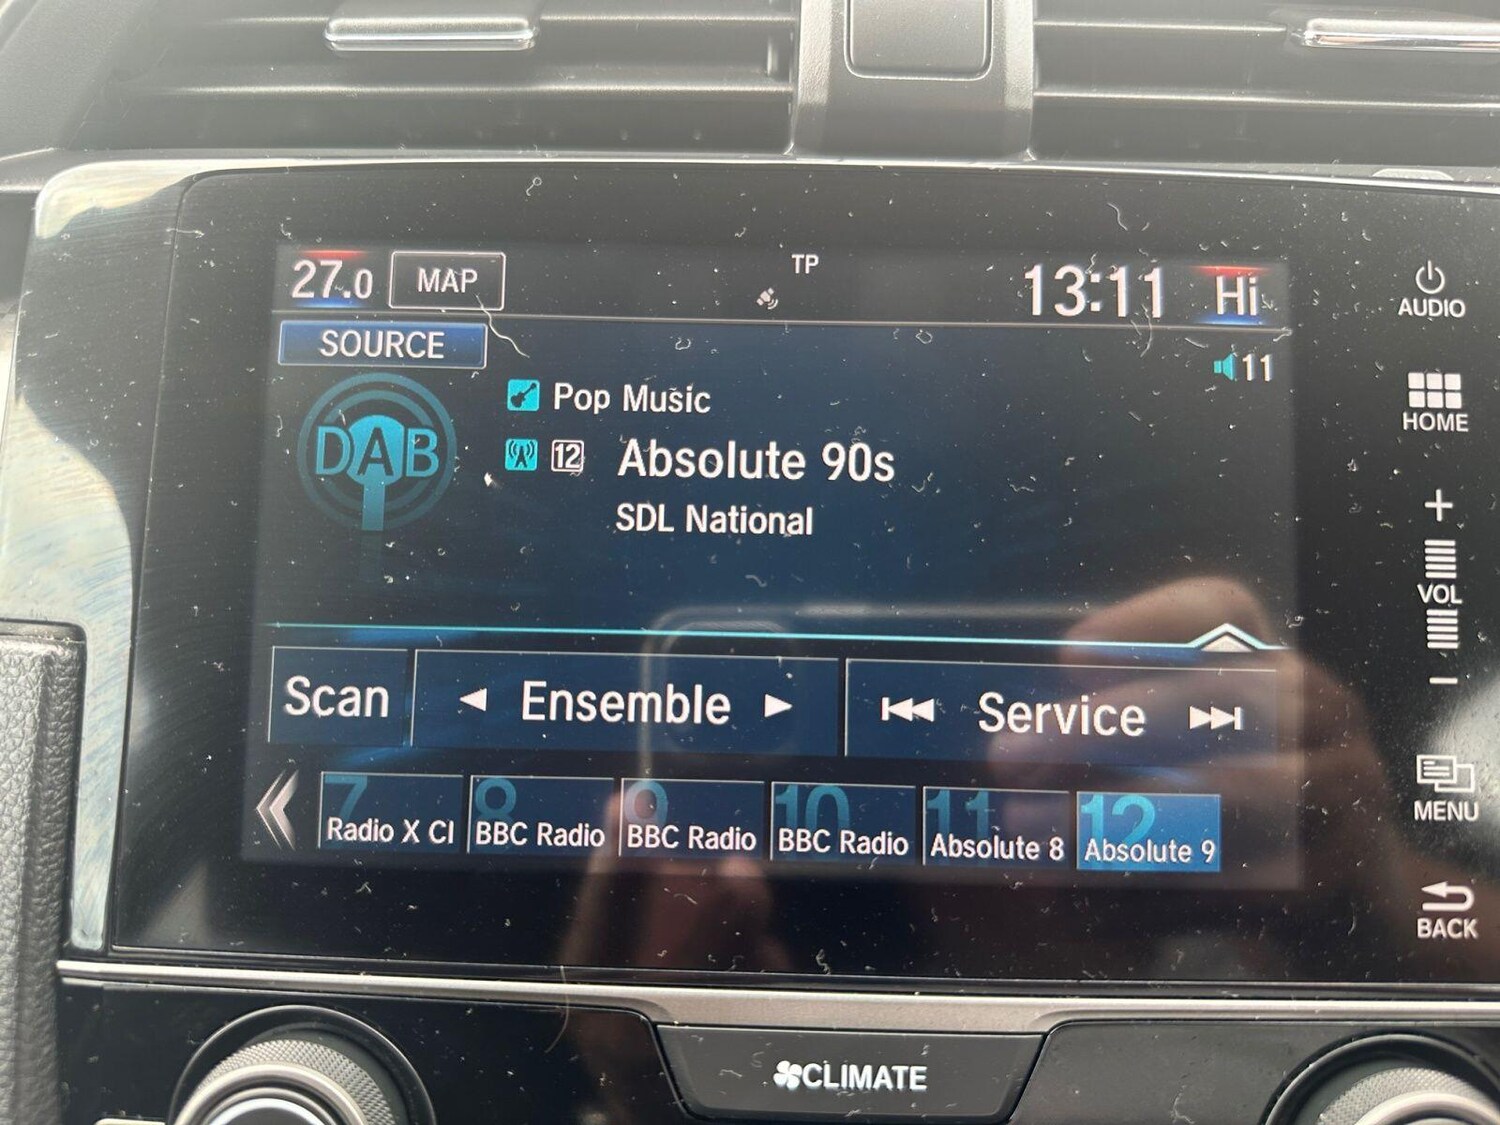 27.0 MAP TP 13:11 Hi
SOURCE
11
DAB
Pop Music
12 Absolute 90s
SDL National
Scan Ensemble Service
7 Radio X CI
8 BBC Radio
9 BBC Radio
10 BBC Radio
11 Absolute 8
12 Absolute 9
AUDIO
HOME
+
VOL
-
MENU
BACK
CLIMATE